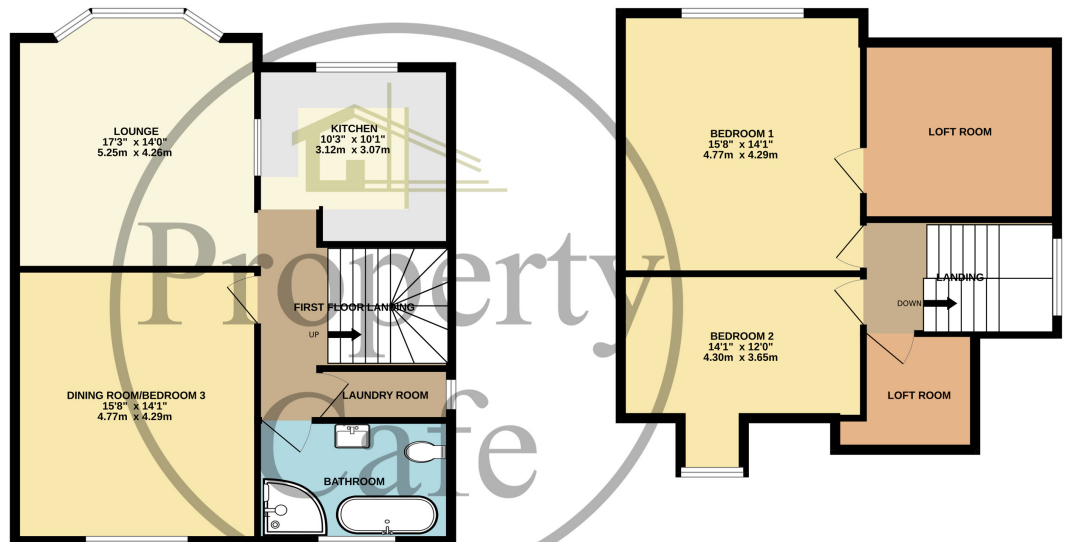 LOUNGE
17'3" x 14'0"
5.25m x 4.26m
KITCHEN
10'3" x 10'1"
3.12m x 3.07m
FIRST FLOOR LANDING
UP
DINING ROOM/BEDROOM 3
15'8" x 14'1"
4.77m x 4.29m
LAUNDRY ROOM
BATHROOM
BEDROOM 1
15'8" x 14'1"
4.77m x 4.29m
LOFT ROOM
LANDING
DOWN
BEDROOM 2
14'1" x 12'0"
4.30m x 3.65m
LOFT ROOM
Property
Cafe